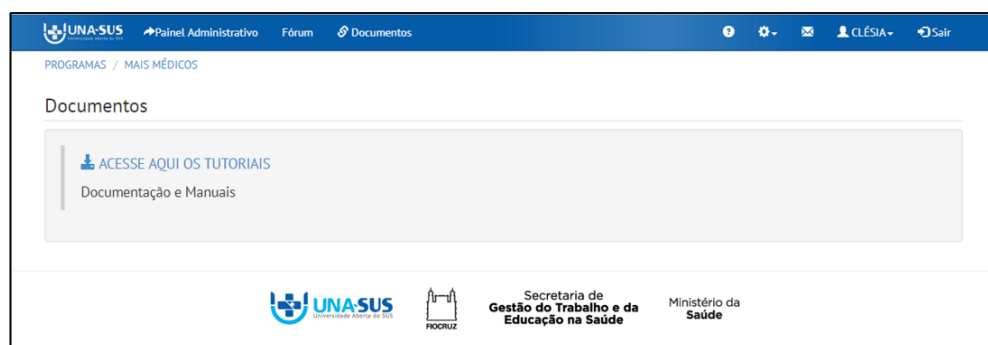 UNA-SUS Painel Administrativo Fórum Documentos CLÉSIA Sair
PROGRAMAS / MAIS MÉDICOS
Documentos
ACESSE AQUI OS TUTORIAIS
Documentação e Manuais
UNA-SUS
Universidade Aberta do SUS
FIOCRUZ
Secretaria de
Gestão do Trabalho e da
Educação na Saúde
Ministério da
Saúde